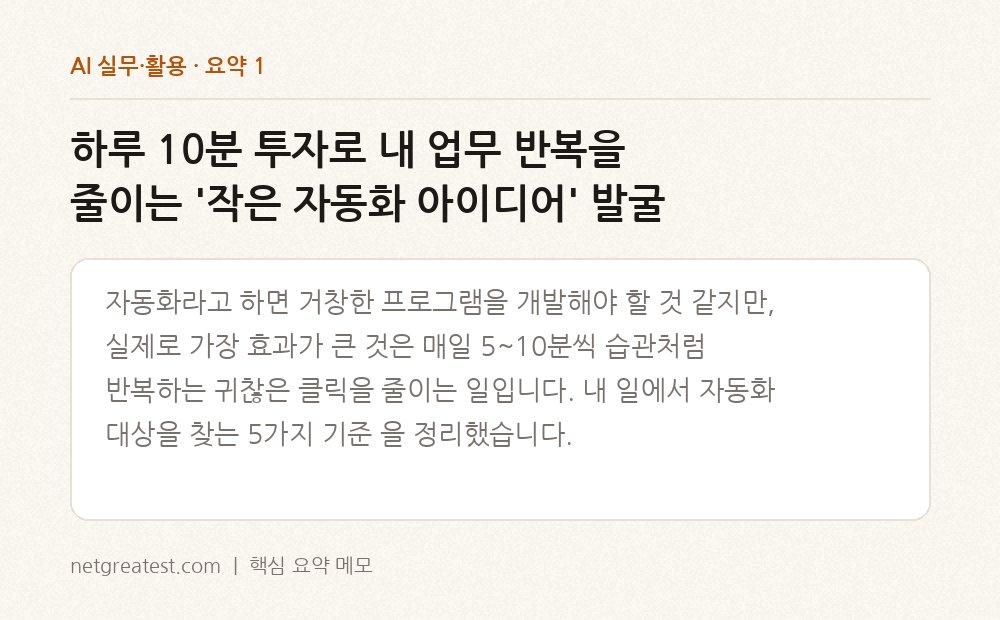 AI 실무·활용 · 요약 1
하루 10분 투자로 내 업무 반복을
줄이는 '작은 자동화 아이디어' 발굴
자동화라고 하면 거창한 프로그램을 개발해야 할 것 같지만,
실제로 가장 효과가 큰 것은 매일 5~10분씩 습관처럼
반복하는 귀찮은 클릭을 줄이는 일입니다. 내 일에서 자동화
대상을 찾는 5가지 기준 을 정리했습니다.
netgreatest.com | 핵심 요약 메모